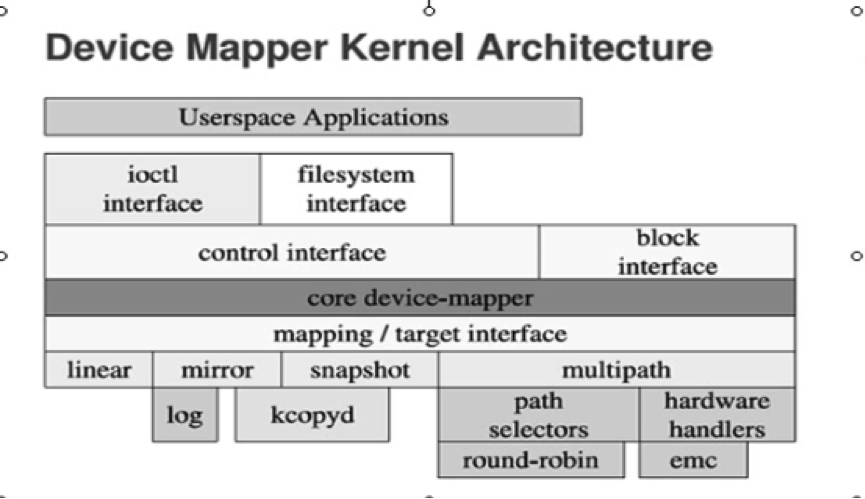 Device Mapper Kernel Architecture
Userspace Applications
ioctl
interface
filesystem
interface
control interface
block
interface
core device-mapper
mapping / target interface
linear
mirror
snapshot
multipath
log
kcopyd
path
selectors
hardware
handlers
round-robin
emc